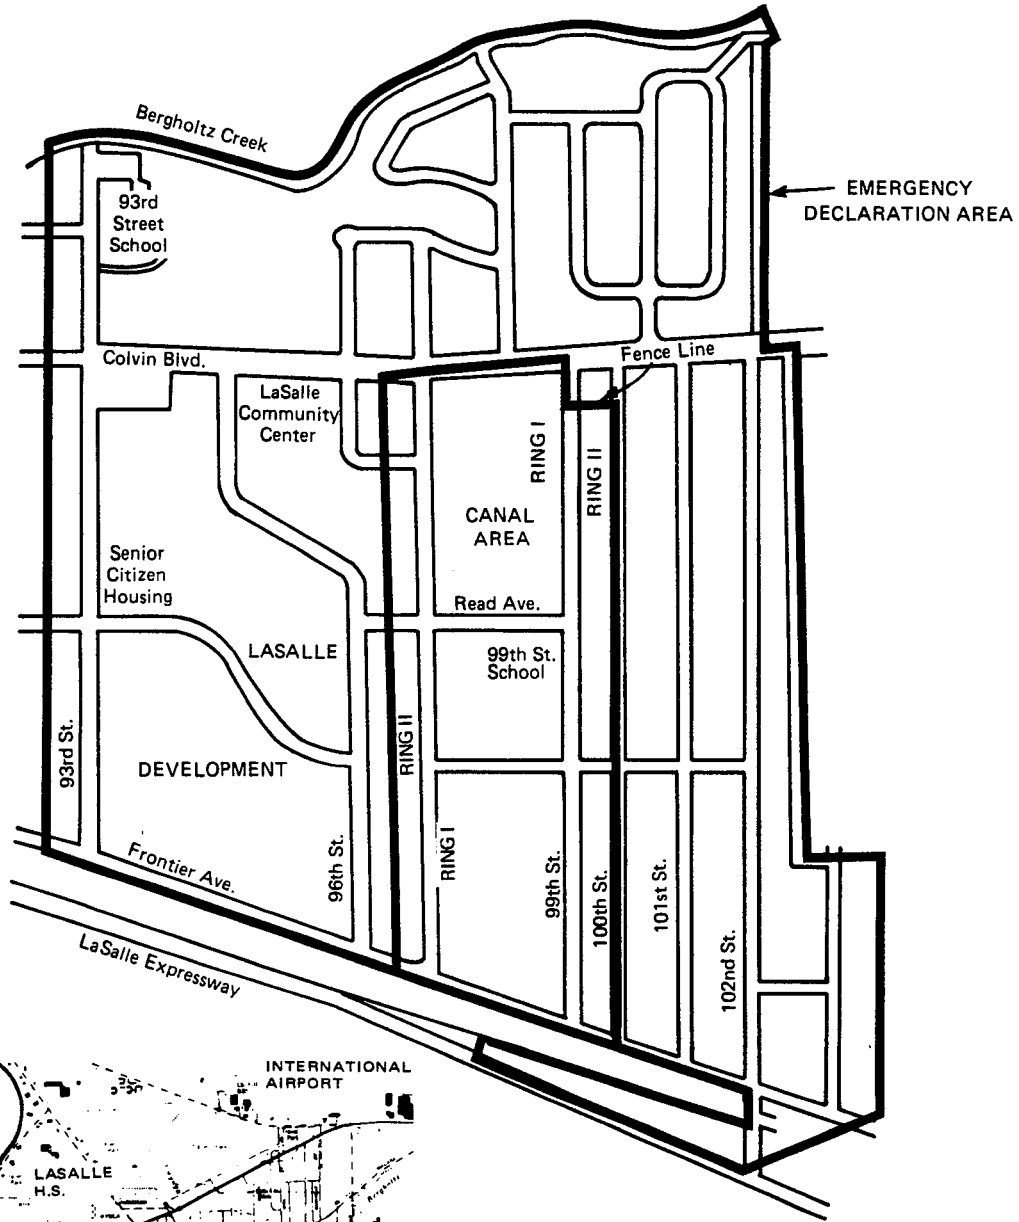 Bergholtz Creek
EMERGENCY
DECLARATION AREA
93rd
Street
School
Colvin Blvd.
Fence Line
LaSalle
Community
Center
RING I
RING II
CANAL
AREA
Senior
Citizen
Housing
Read Ave.
LASALLE
99th St.
School
93rd St.
RING II
DEVELOPMENT
Frontier Ave.
96th St.
RING I
99th St.
100th St.
101st St.
102nd St.
LaSalle Expressway
INTERNATIONAL
AIRPORT
LASALLE
H.S.